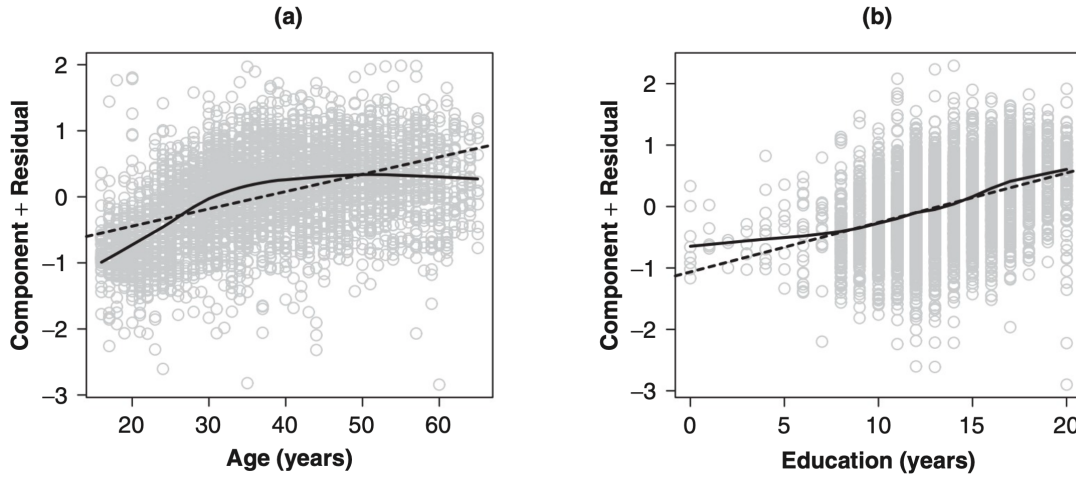 (a)
Component + Residual
2
1
0
−1
−2
−3
20 30 40 50 60
Age (years)
(b)
Component + Residual
2
1
0
−1
−2
−3
0 5 10 15 20
Education (years)